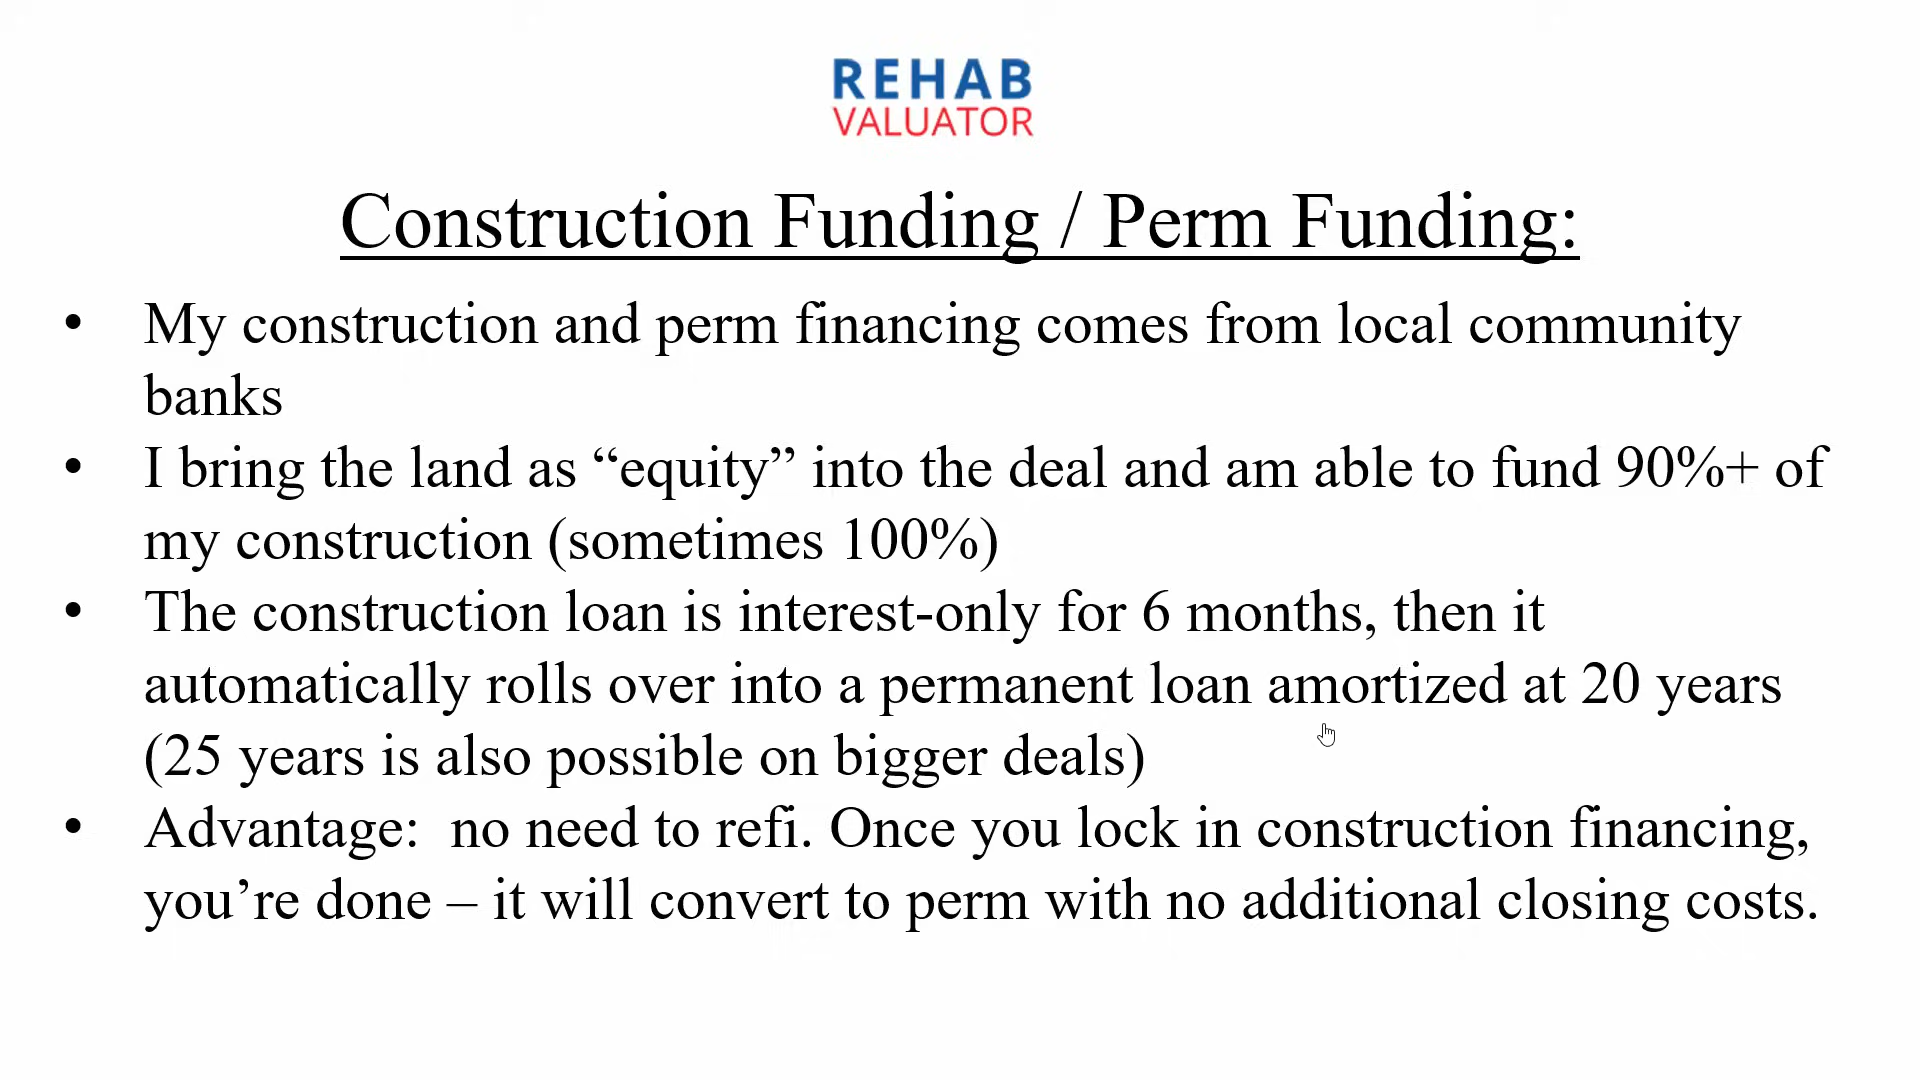 REHAB
VALUATOR
Construction Funding / Perm Funding:
• My construction and perm financing comes from local community
banks
• I bring the land as “equity” into the deal and am able to fund 90%+ of
my construction (sometimes 100%)
• The construction loan is interest-only for 6 months, then it
automatically rolls over into a permanent loan amortized at 20 years
(25 years is also possible on bigger deals)
• Advantage:  no need to refi. Once you lock in construction financing,
you’re done – it will convert to perm with no additional closing costs.